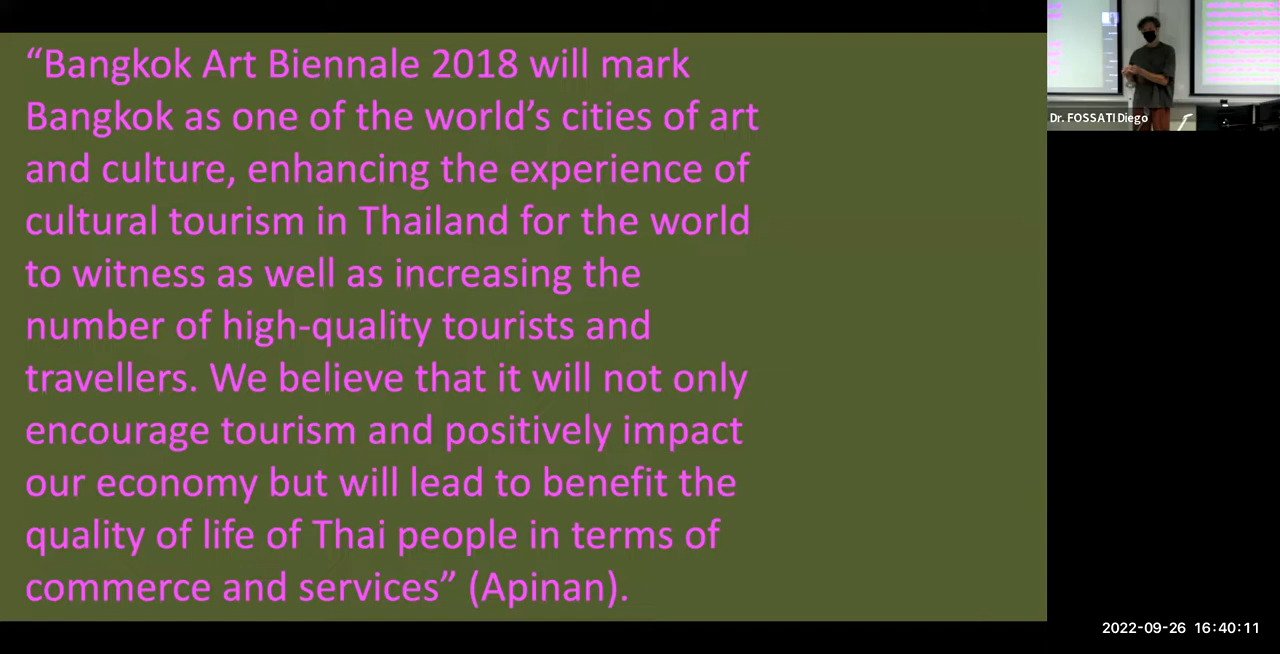 “Bangkok Art Biennale 2018 will mark
Bangkok as one of the world’s cities of art
and culture, enhancing the experience of
cultural tourism in Thailand for the world
to witness as well as increasing the
number of high-quality tourists and
travellers. We believe that it will not only
encourage tourism and positively impact
our economy but will lead to benefit the
quality of life of Thai people in terms of
commerce and services” (Apinan).
Dr. FOSSATI Diego
2022-09-26 16:40:11